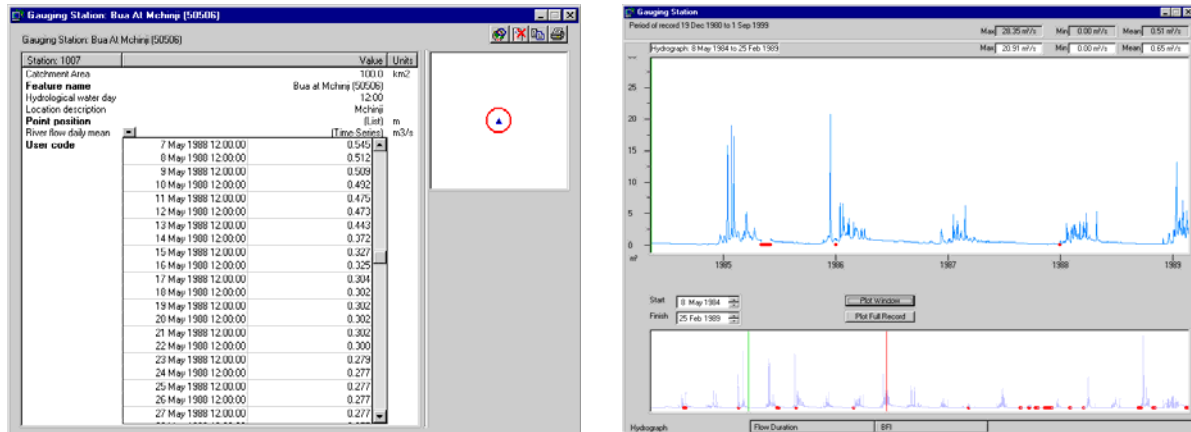 Gauging Station: Bua At Mchinji (50506)
Gauging Station: Bua At Mchinji (50506)
Station: 1007 Value Units
Catchment Area 100.0 km2
Feature name Bua at Mchinji (50506)
Hydrological water day 12:00
Location description Mchinji
Point position (List) m
River flow daily mean (Time Series) m3/s
User code 7 May 1988 12:00:00 0.545
8 May 1988 12:00:00 0.512
9 May 1988 12:00:00 0.509
10 May 1988 12:00:00 0.492
11 May 1988 12:00:00 0.475
12 May 1988 12:00:00 0.473
13 May 1988 12:00:00 0.443
14 May 1988 12:00:00 0.372
15 May 1988 12:00:00 0.327
16 May 1988 12:00:00 0.325
17 May 1988 12:00:00 0.304
18 May 1988 12:00:00 0.302
19 May 1988 12:00:00 0.302
20 May 1988 12:00:00 0.302
21 May 1988 12:00:00 0.302
22 May 1988 12:00:00 0.300
23 May 1988 12:00:00 0.279
24 May 1988 12:00:00 0.277
25 May 1988 12:00:00 0.277
26 May 1988 12:00:00 0.277
27 May 1988 12:00:00 0.277
Gauging Station
Period of record 19 Dec 1980 to 1 Sep 1999 Max 28.35 m³/s Min 0.00 m³/s Mean 0.51 m³/s
Hydrograph: 8 May 1984 to 25 Feb 1989 Max 20.91 m³/s Min 0.00 m³/s Mean 0.65 m³/s
25
20
15
10
5
0
m³
1985 1986 1987 1988 1989
Start 8 May 1984 Plot Window
Finish 25 Feb 1989 Plot Full Record
Hydrograph Flow Duration BFI